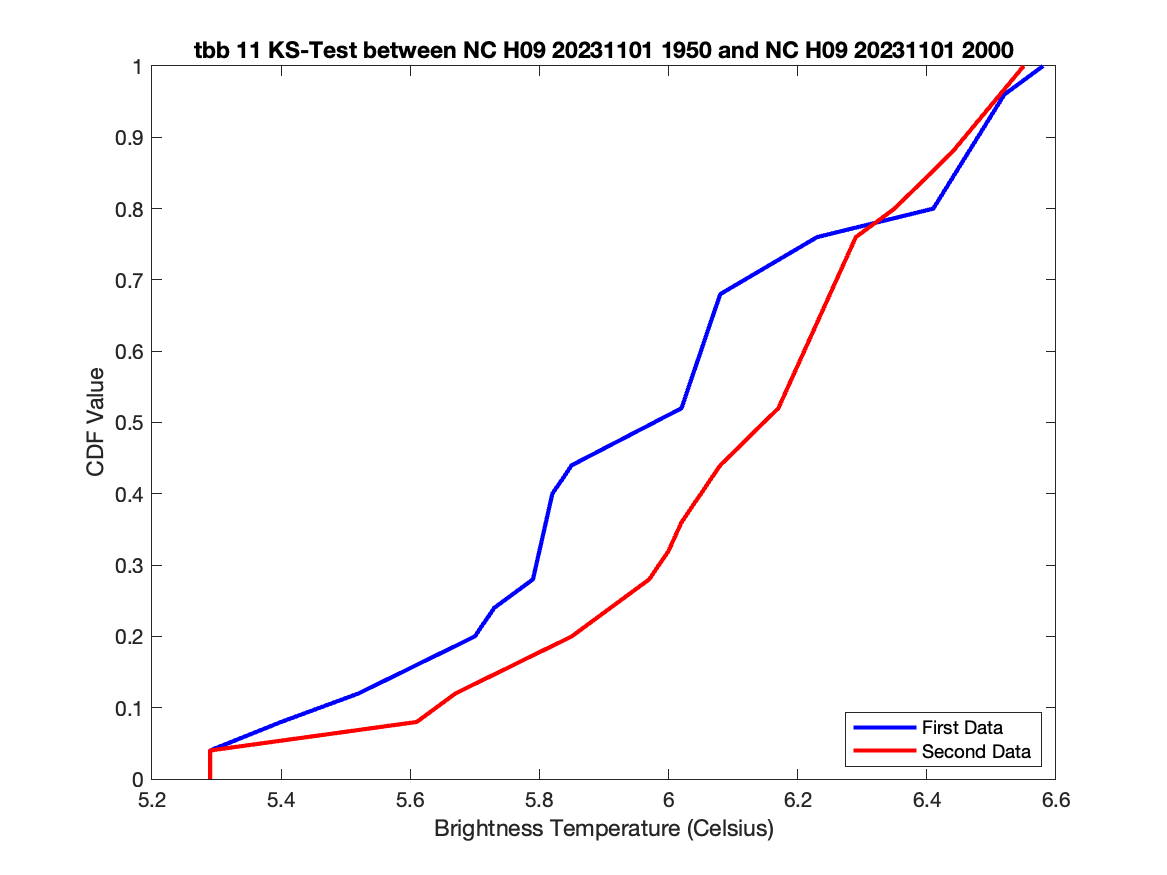 tbb 11 KS-Test between NC H09 20231101 1950 and NC H09 20231101 2000
1
0.9
0.8
0.7
0.6
0.5
0.4
0.3
0.2
0.1
0
CDF Value
First Data
Second Data
5.2 5.4 5.6 5.8 6 6.2 6.4 6.6
Brightness Temperature (Celsius)